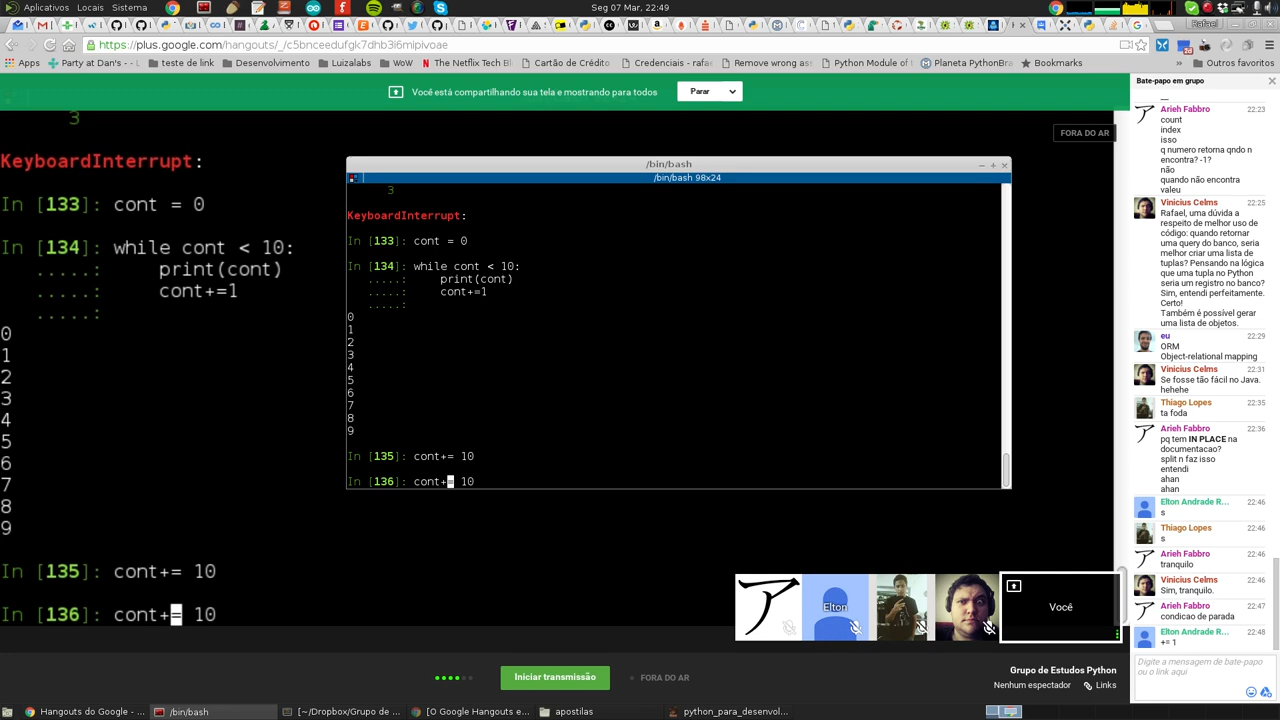 Aplicativos Locais Sistema
Seg 07 Mar, 22:49
Rafael
https://plus.google.com/hangouts/_/c5bnceedufgk7dhb3i6mipivoae
Apps Party at Dan's - - teste de link Desenvolvimento Luizalabs WoW The Netflix Tech Bl Cartão de Crédito Credenciais - rafae Remove wrong ass Python Module of t Planeta PythonBra Bookmarks » Outros favoritos
Você está compartilhando sua tela e mostrando para todos
Parar
FORA DO AR
3
KeyboardInterrupt:
In [133]: cont = 0
In [134]: while cont < 10:
.....: print(cont)
.....: cont+=1
.....:
0
1
2
3
4
5
6
7
8
9
In [135]: cont+= 10
In [136]: cont+= 10
/bin/bash
/bin/bash 98x24
3
KeyboardInterrupt:
In [133]: cont = 0
In [134]: while cont < 10:
.....: print(cont)
.....: cont+=1
.....:
0
1
2
3
4
5
6
7
8
9
In [135]: cont+= 10
In [136]: cont+= 10
Elton
Você
Iniciar transmissão
FORA DO AR
Grupo de Estudos Python
Nenhum espectador Links
Bate-papo em grupo
Arieh Fabbro 22:23
count
index
isso
q numero retorna qndo n
encontra? -1?
não
quando não encontra
valeu
Vinicius Celms 22:25
Rafael, uma dúvida a
respeito de melhor uso de
código: quando retornar
uma query do banco, seria
melhor criar uma lista de
tuplas? Pensando na lógica
que uma tupla no Python
seria um registro no banco?
Sim, entendi perfeitamente.
Certo!
Também é possível gerar
uma lista de objetos.
eu 22:29
ORM
Object-relational mapping
Vinicius Celms 22:31
Se fosse tão fácil no Java.
hehehe
Thiago Lopes 22:35
ta foda
Arieh Fabbro 22:36
pq tem IN PLACE na
documentacao?
split n faz isso
entendi
ahan
ahan
Elton Andrade R... 22:46
s
Thiago Lopes 22:46
s
Arieh Fabbro 22:46
tranquilo
Vinicius Celms 22:46
Sim, tranquilo.
Arieh Fabbro 22:47
condicao de parada
Elton Andrade R... 22:48
+= 1
Digite a mensagem de bate-papo
ou o link aqui
Hangouts do Google - ... /bin/bash [~/Dropbox/Grupo de ... [O Google Hangouts e... apostilas python_para_desenvol...